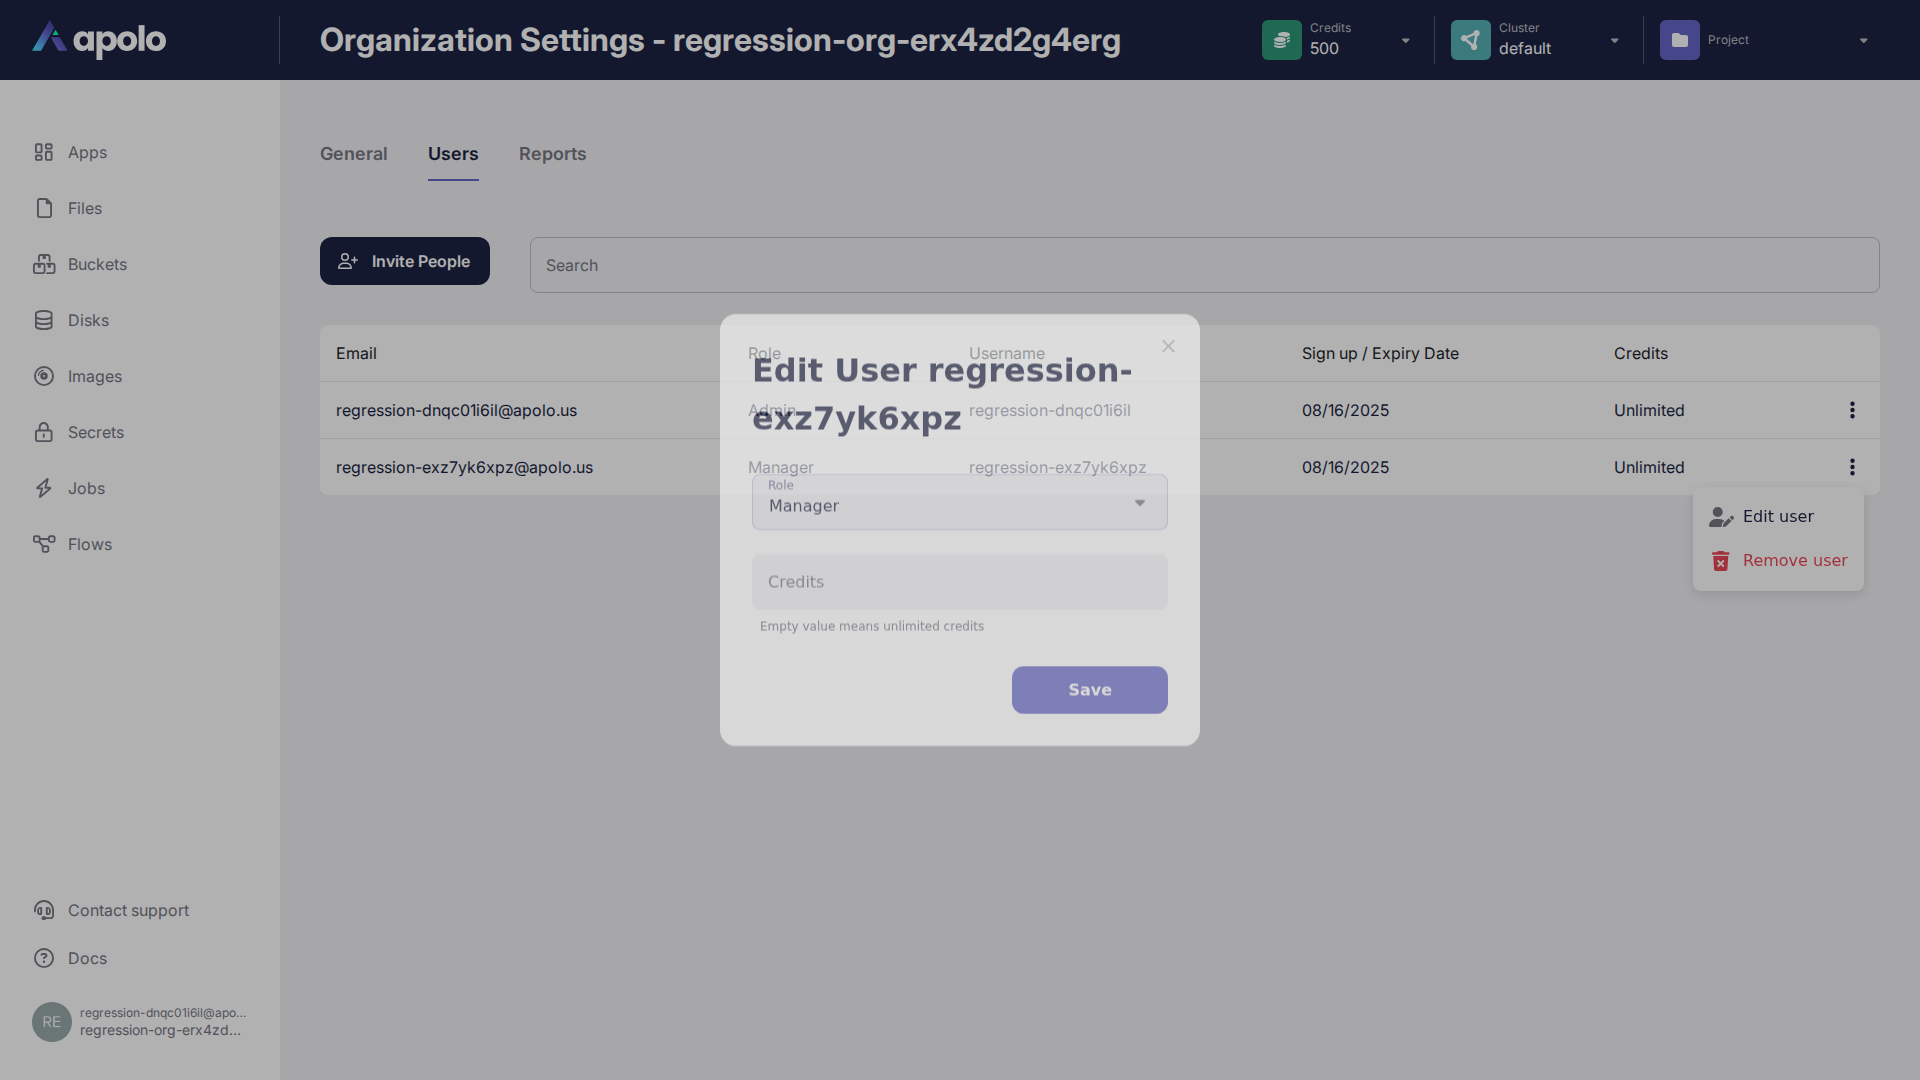 apolo
Organization Settings - regression-org-erx4zd2g4erg
Credits
500
Cluster
default
Project
Apps
Files
Buckets
Disks
Images
Secrets
Jobs
Flows
General Users Reports
Invite People
Search
Email Role Username Sign up / Expiry Date Credits
regression-dnqc01i6il@apolo.us Admin regression-dnqc01i6il 08/16/2025 Unlimited
regression-exz7yk6xpz@apolo.us Manager regression-exz7yk6xpz 08/16/2025 Unlimited
Edit User regression-
exz7yk6xpz
Role
Manager
Credits
Empty value means unlimited credits
Save
Edit user
Remove user
Contact support
Docs
RE
regression-dnqc01i6il@apo...
regression-org-erx4zd...